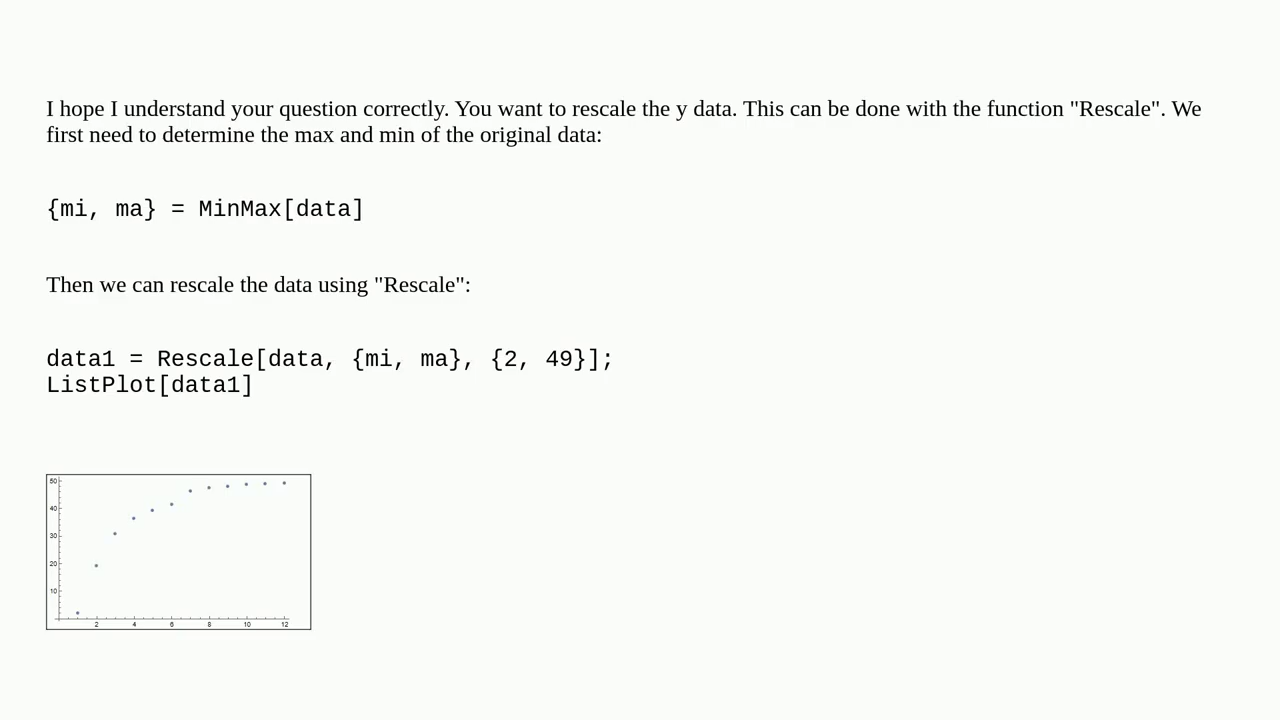 I hope I understand your question correctly. You want to rescale the y data. This can be done with the function "Rescale". We
first need to determine the max and min of the original data:
{mi, ma} = MinMax[data]
Then we can rescale the data using "Rescale":
data1 = Rescale[data, {mi, ma}, {2, 49}];
ListPlot[data1]
50
40
30
20
10
2 4 6 8 10 12